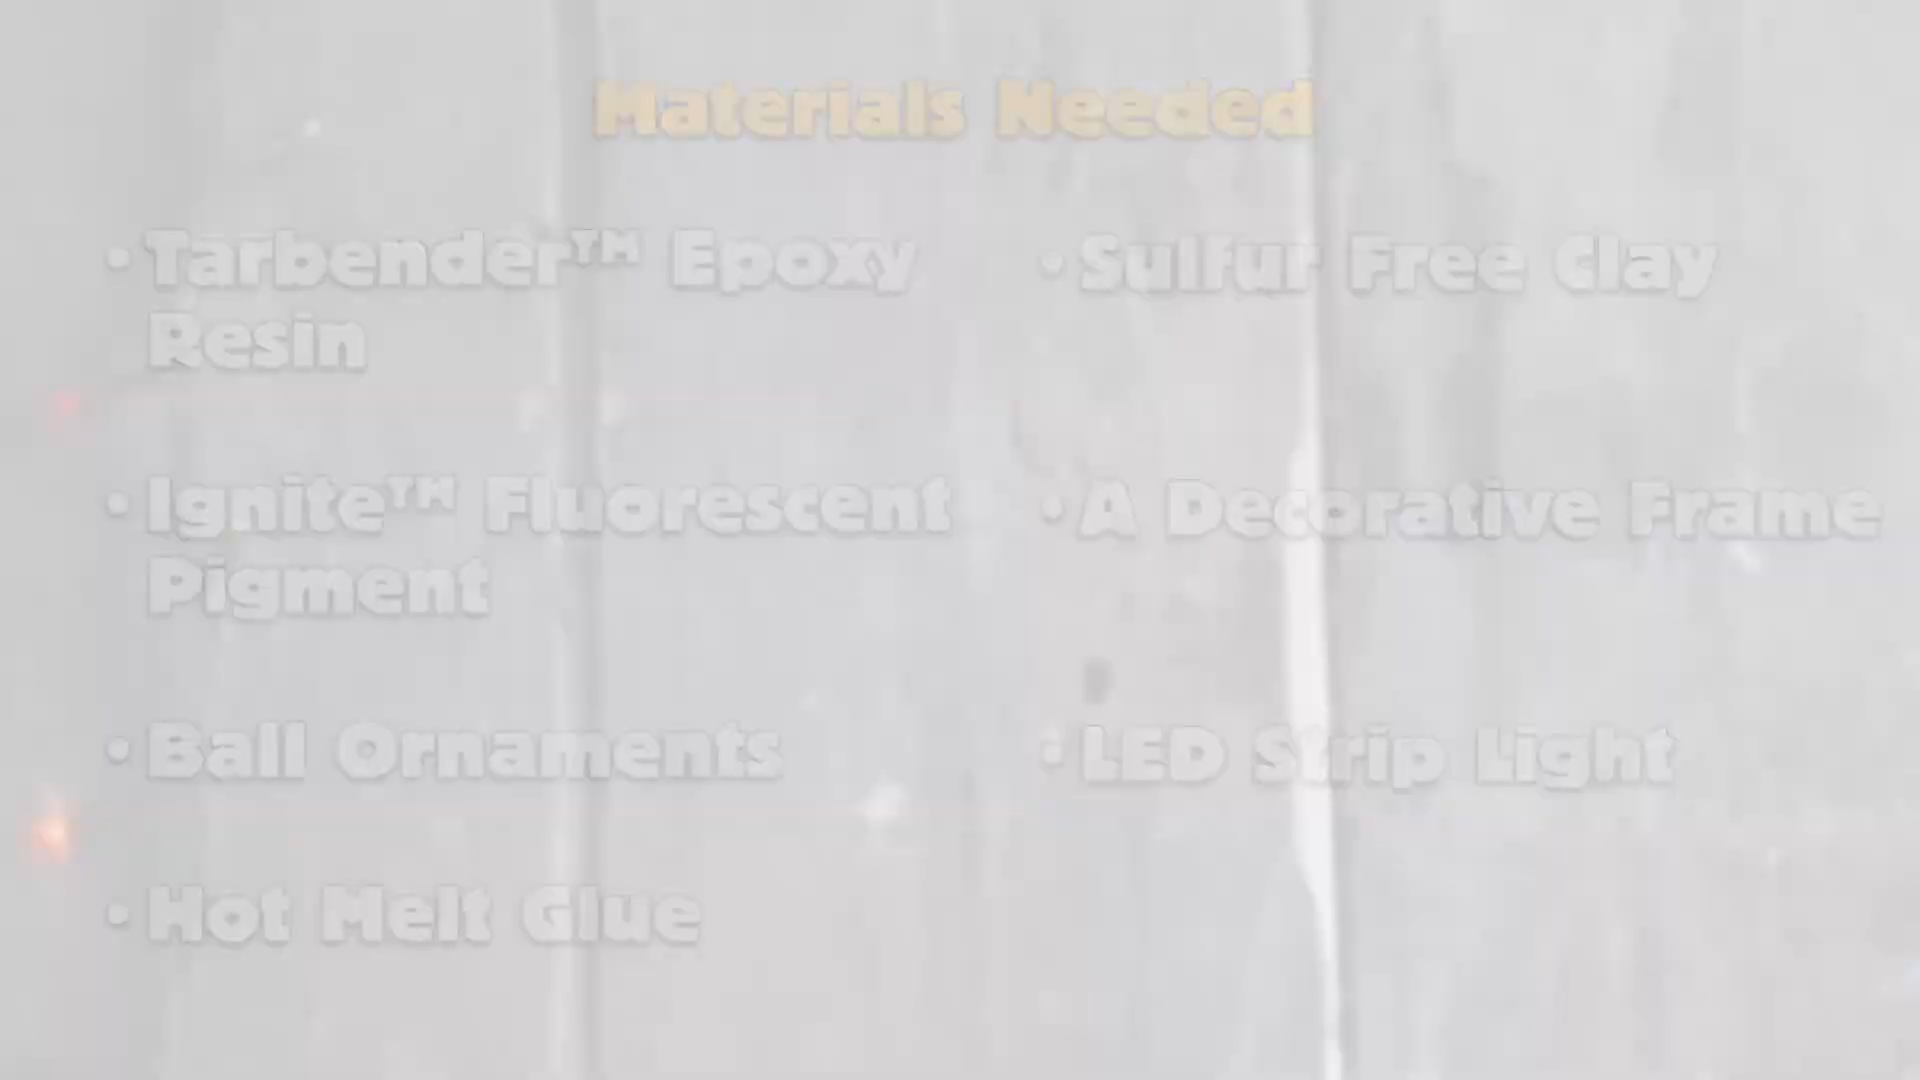 Materials Needed
• Tarbender™ Epoxy
Resin
• Ignite™ Fluorescent
Pigment
• Ball Ornaments
• Hot Melt Glue
• Sulfur Free Clay
• A Decorative Frame
• LED Strip Light